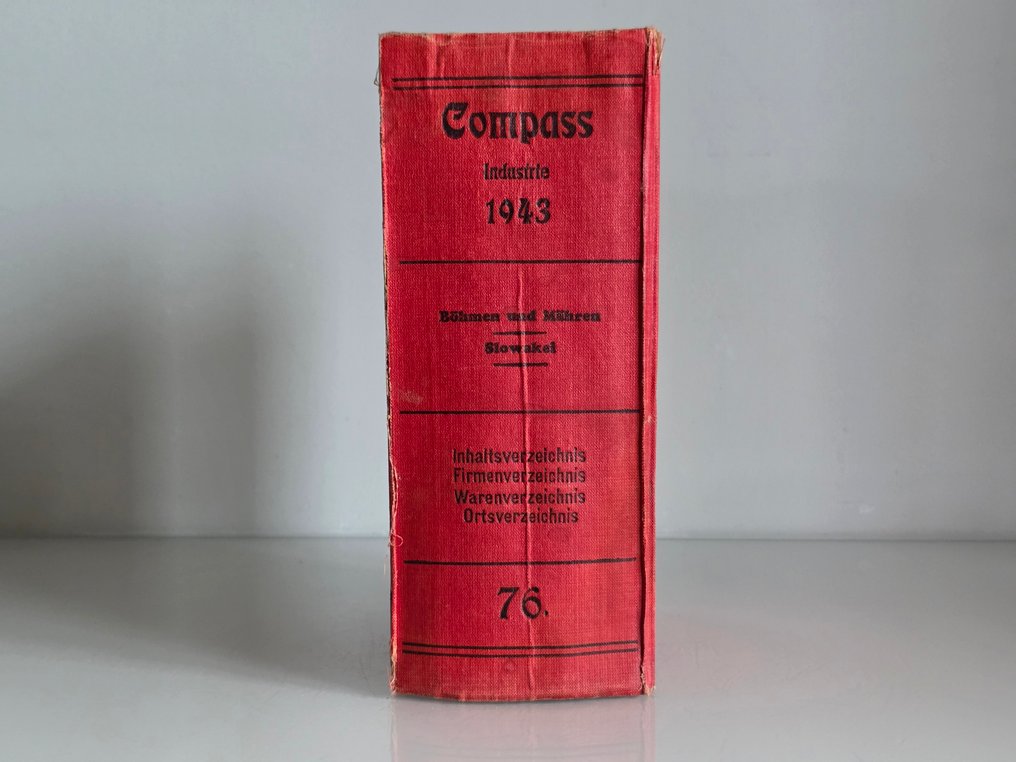 Compass
Industrie
1943
Böhmen und Mähren
Slowakei
Inhaltsverzeichnis
Firmenverzeichnis
Warenverzeichnis
Ortsverzeichnis
76.